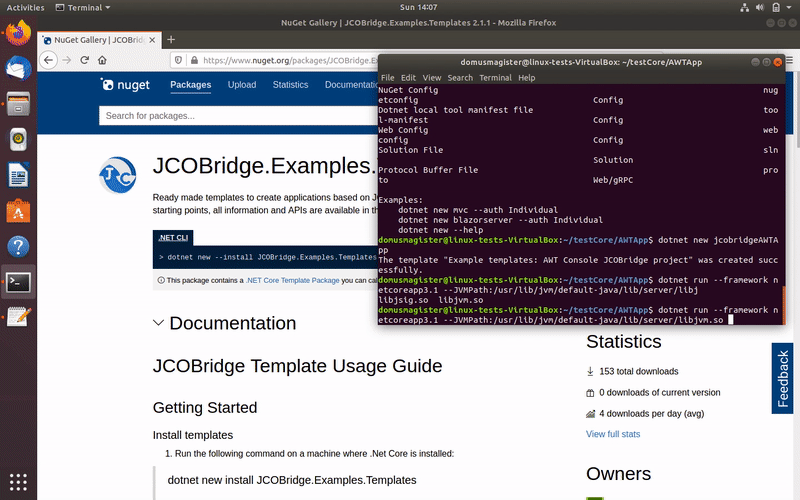 Activities
Terminal
Sun 14:07
NuGet Gallery | JCOBridge.Examples.Templates 2.1.1 - Mozilla Firefox
NuGet Gallery | JCOBridge
https://www.nuget.org/packages/JCOBridge.E
nuget
Packages
Upload
Statistics
Documentatio
Search for packages...
JCOBridge.Examples.
Ready made templates to create applications based on J
starting points, all information and APIs are available in th
.NET CLI
> dotnet new --install JCOBridge.Examples.Templates
This package contains a .NET Core Template Package you can cal
Documentation
JCOBridge Template Usage Guide
Getting Started
Install templates
1. Run the following command on a machine where .Net Core is installed:
dotnet new install JCOBridge.Examples.Templates
domusmagister@linux-tests-VirtualBox: ~/testCore/AWTApp
File Edit View Search Terminal Help
NuGet Config nug
etconfig Config
Dotnet local tool manifest file too
l-manifest Config
Web Config web
config Config
Solution File sln
Solution
Protocol Buffer File pro
to Web/gRPC
Examples:
dotnet new mvc --auth Individual
dotnet new blazorserver --auth Individual
dotnet new --help
domusmagister@linux-tests-VirtualBox:~/testCore/AWTApp$ dotnet new jcobridgeAWTA
pp
The template "Example templates: AWT Console JCOBridge project" was created succ
essfully.
domusmagister@linux-tests-VirtualBox:~/testCore/AWTApp$ dotnet run --framework n
etcoreapp3.1 --JVMPath:/usr/lib/jvm/default-java/lib/server/libj
libjsig.so libjvm.so
domusmagister@linux-tests-VirtualBox:~/testCore/AWTApp$ dotnet run --framework n
etcoreapp3.1 --JVMPath:/usr/lib/jvm/default-java/lib/server/libjvm.so
Statistics
153 total downloads
0 downloads of current version
4 downloads per day (avg)
View full stats
Owners
Feedback